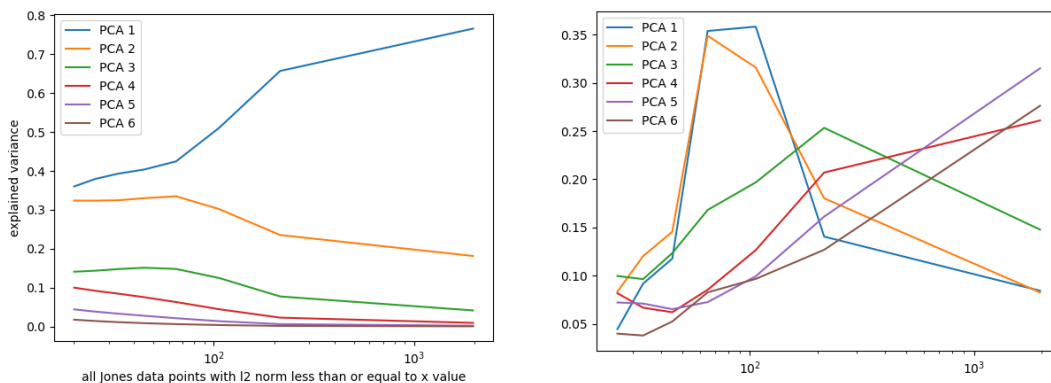 0.8
0.7
0.6
0.5
0.4
0.3
0.2
0.1
0.0
explained variance
PCA 1
PCA 2
PCA 3
PCA 4
PCA 5
PCA 6
10²
10³
all Jones data points with l2 norm less than or equal to x value
0.35
0.30
0.25
0.20
0.15
0.10
0.05
PCA 1
PCA 2
PCA 3
PCA 4
PCA 5
PCA 6
10²
10³